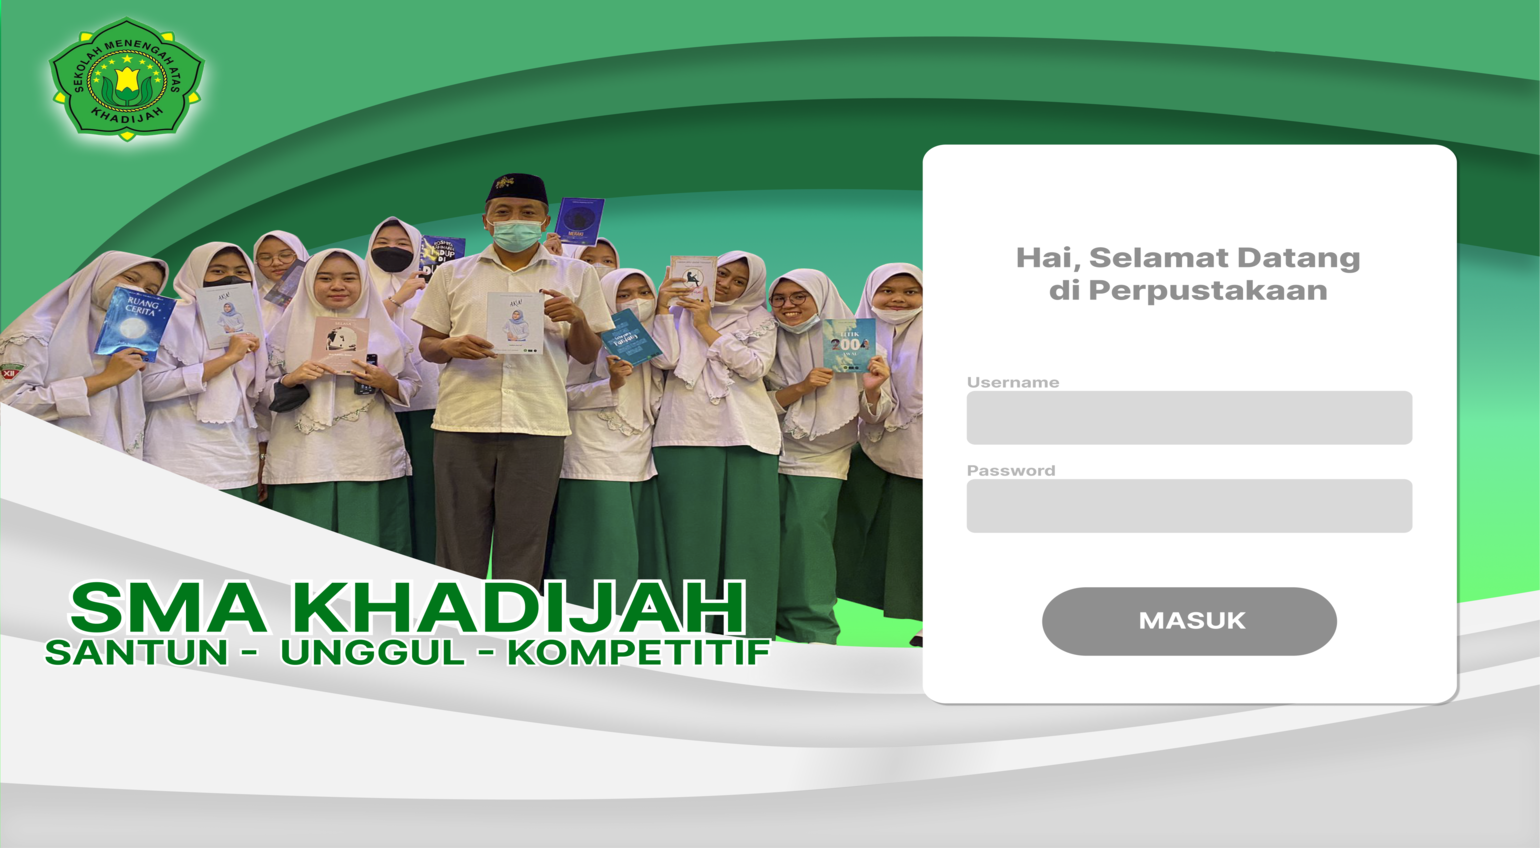 SEKOLAH MENENGAH ATAS
KHADIJAH
RUANG
CERITA
XII
Hai, Selamat Datang
di Perpustakaan
Username
Password
MASUK
SMA KHADIJAH
SANTUN - UNGGUL - KOMPETITIF